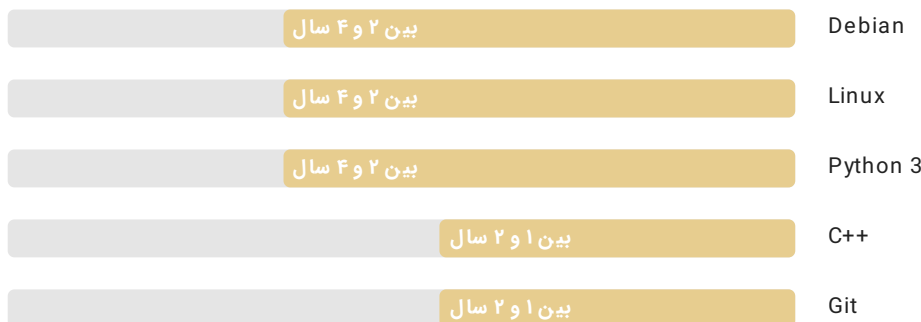 Debian
بین ۲ و ۴ سال
Linux
بین ۲ و ۴ سال
Python 3
بین ۲ و ۴ سال
C++
بین ۱ و ۲ سال
Git
بین ۱ و ۲ سال